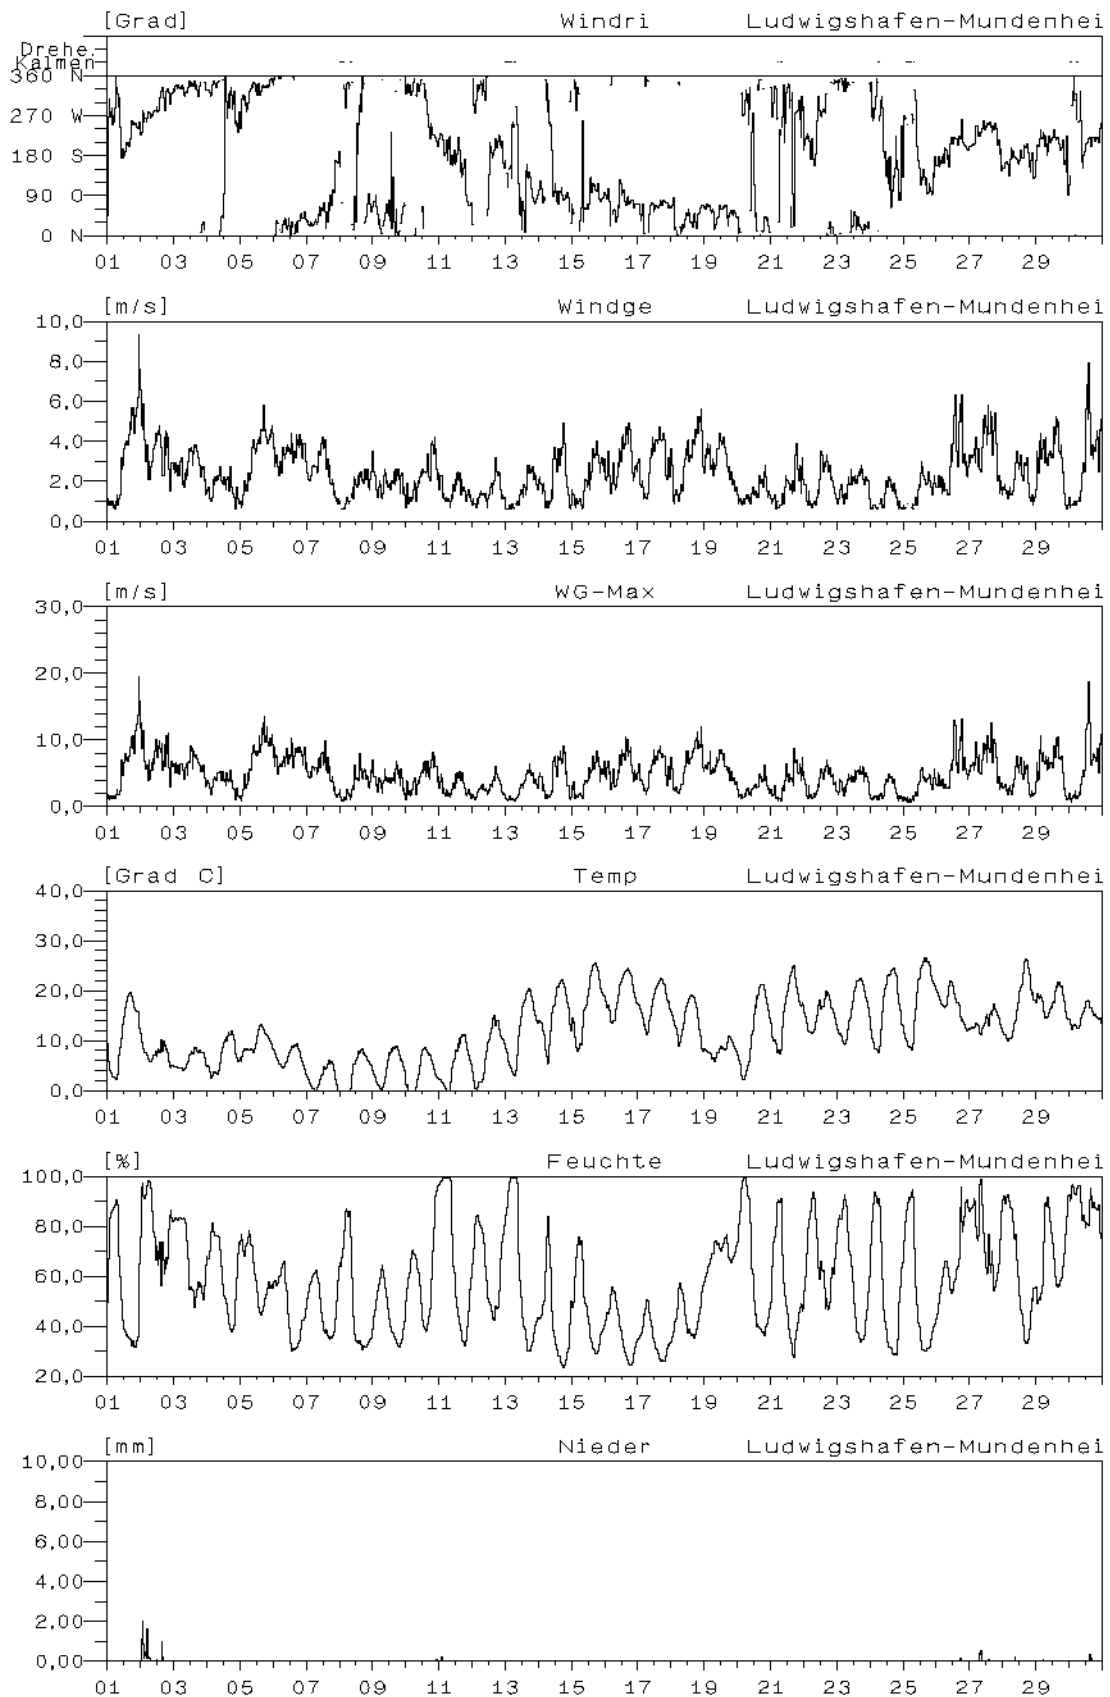 [Grad] Windri Ludwigshafen-Mundenhei
Drehe.
Kalmen
360 N
270 W
180 S
90 O
0 N
01 03 05 07 09 11 13 15 17 19 21 23 25 27 29
[m/s] Windge Ludwigshafen-Mundenhei
10,0
8,0
6,0
4,0
2,0
0,0
01 03 05 07 09 11 13 15 17 19 21 23 25 27 29
[m/s] WG-Max Ludwigshafen-Mundenhei
30,0
20,0
10,0
0,0
01 03 05 07 09 11 13 15 17 19 21 23 25 27 29
[Grad C] Temp Ludwigshafen-Mundenhei
40,0
30,0
20,0
10,0
0,0
01 03 05 07 09 11 13 15 17 19 21 23 25 27 29
[%] Feuchte Ludwigshafen-Mundenhei
100,0
80,0
60,0
40,0
20,0
01 03 05 07 09 11 13 15 17 19 21 23 25 27 29
[mm] Nieder Ludwigshafen-Mundenhei
10,00
8,00
6,00
4,00
2,00
0,00
01 03 05 07 09 11 13 15 17 19 21 23 25 27 29